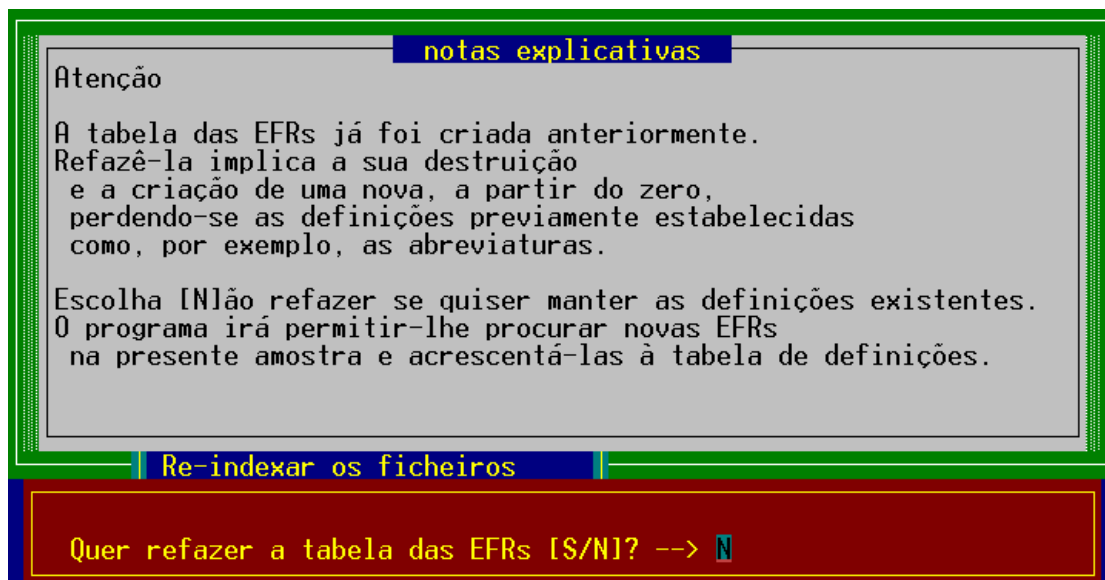 notas explicativas
Atenção
A tabela das EFRs já foi criada anteriormente.
Refazê-la implica a sua destruição
e a criação de uma nova, a partir do zero,
perdendo-se as definições previamente estabelecidas
como, por exemplo, as abreviaturas.
Escolha [N]ão refazer se quiser manter as definições existentes.
O programa irá permitir-lhe procurar novas EFRs
na presente amostra e acrescentá-las à tabela de definições.
Re-indexar os ficheiros
Quer refazer a tabela das EFRs [S/N]? --> N